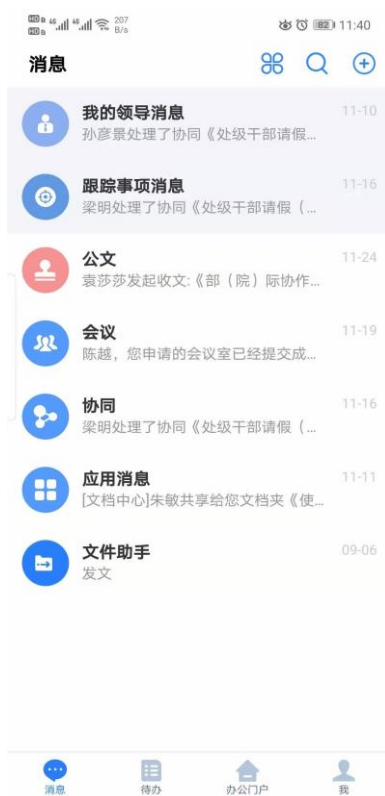 HD B 4G 4G 207 B/s 82 11:40
HD B
消息
我的领导消息 11-10
孙彦景处理了协同《处级干部请假...
跟踪事项消息 11-16
梁明处理了协同《处级干部请假（...
公文 11-24
袁莎莎发起收文:《部（院）际协作...
会议 11-19
陈越，您申请的会议室已经提交成...
协同 11-16
梁明处理了协同《处级干部请假（...
应用消息 11-11
[文档中心]朱敏共享给您文档夹《使...
文件助手 09-06
发文
消息 待办 办公门户 我